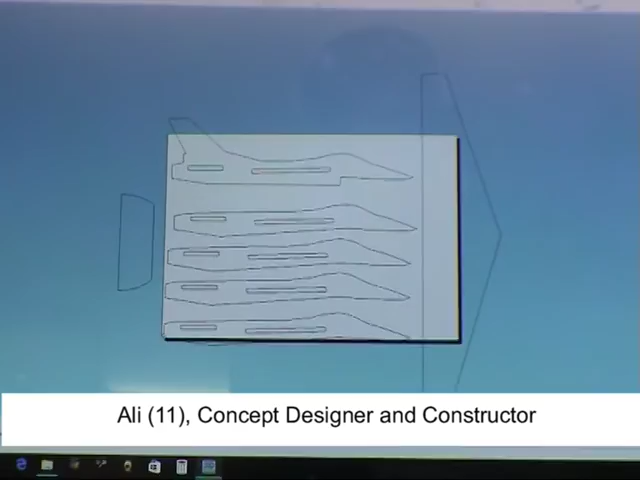 Ali (11), Concept Designer and Constructor